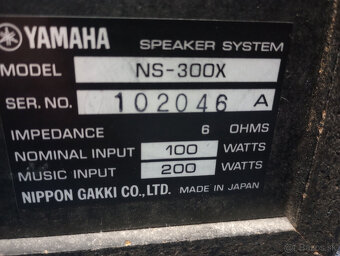 YAMAHA SPEAKER SYSTEM
MODEL NS-300X
SER. NO. 102046 A
IMPEDANCE 6 OHMS
NOMINAL INPUT 100 WATTS
MUSIC INPUT 200 WATTS
NIPPON GAKKI CO., LTD. MADE IN JAPAN